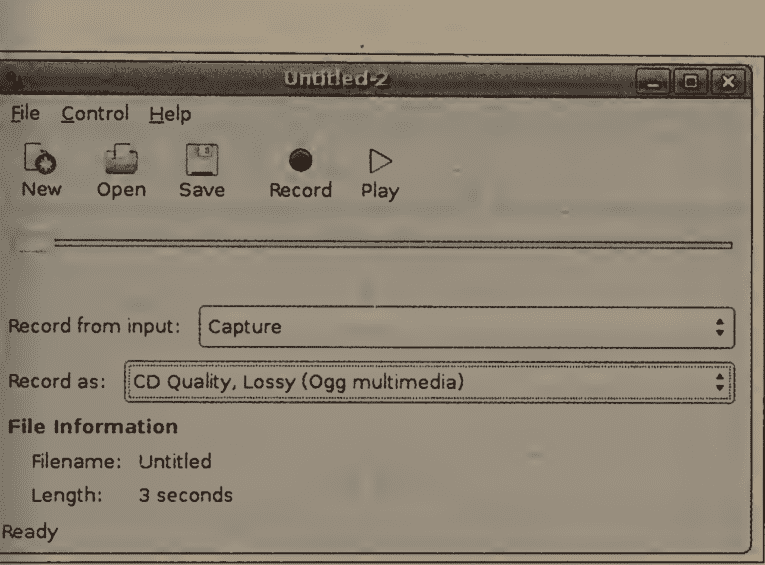 Untitled-2
File Control Help
New Open Save Record Play
Record from input: Capture
Record as: CD Quality, Lossy (Ogg multimedia)
File Information
Filename: Untitled
Length: 3 seconds
Ready